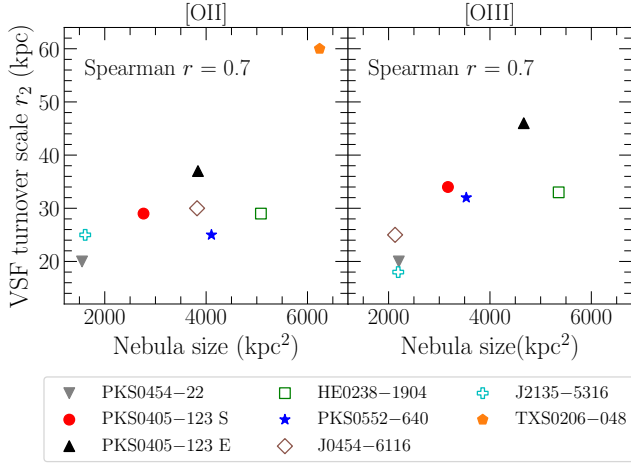 [OII] [OIII]
VSF turnover scale r₂ (kpc)
60
50
40
30
20
Spearman r = 0.7 Spearman r = 0.7
2000 4000 6000 2000 4000 6000
Nebula size (kpc²) Nebula size(kpc²)
PKS0454−22 HE0238−1904 J2135−5316
PKS0405−123 S PKS0552−640 TXS0206−048
PKS0405−123 E J0454−6116